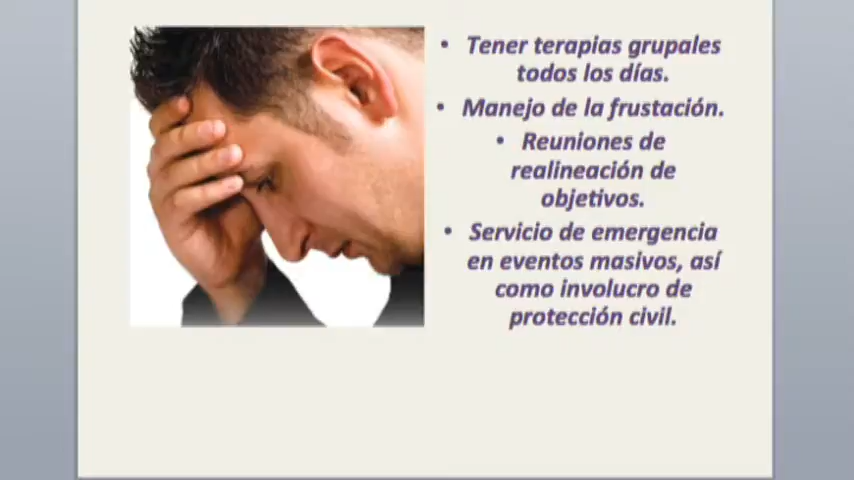 • Tener terapias grupales
todos los días.
• Manejo de la frustación.
• Reuniones de
realineación de
objetivos.
• Servicio de emergencia
en eventos masivos, así
como involucro de
protección civil.